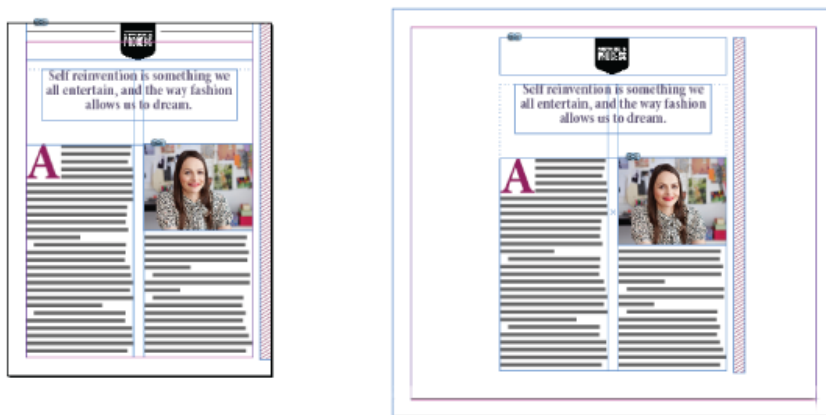 Self reinvention is something we
all entertain, and the way fashion
allows us to dream.
A
Self reinvention is something we
all entertain, and the way fashion
allows us to dream.
A